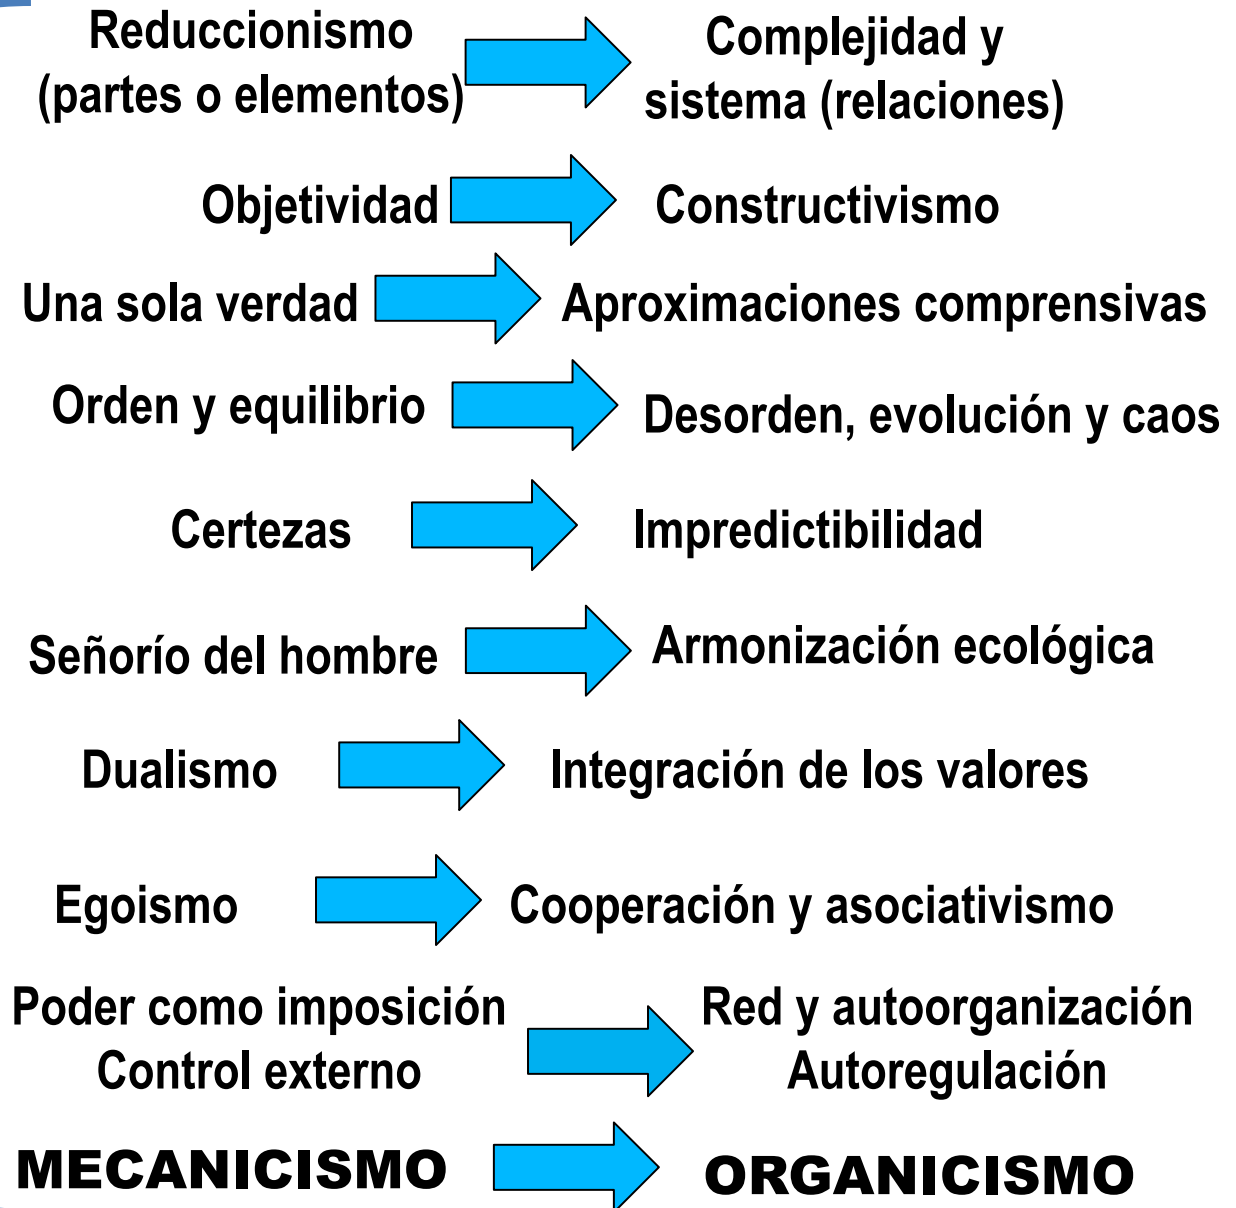 Reduccionismo
(partes o elementos)
Complejidad y
sistema (relaciones)
Objetividad
Constructivismo
Una sola verdad
Aproximaciones comprensivas
Orden y equilibrio
Desorden, evolución y caos
Certezas
Impredictibilidad
Señorío del hombre
Armonización ecológica
Dualismo
Integración de los valores
Egoismo
Cooperación y asociativismo
Poder como imposición
Control externo
Red y autoorganización
Autoregulación
MECANICISMO
ORGANICISMO